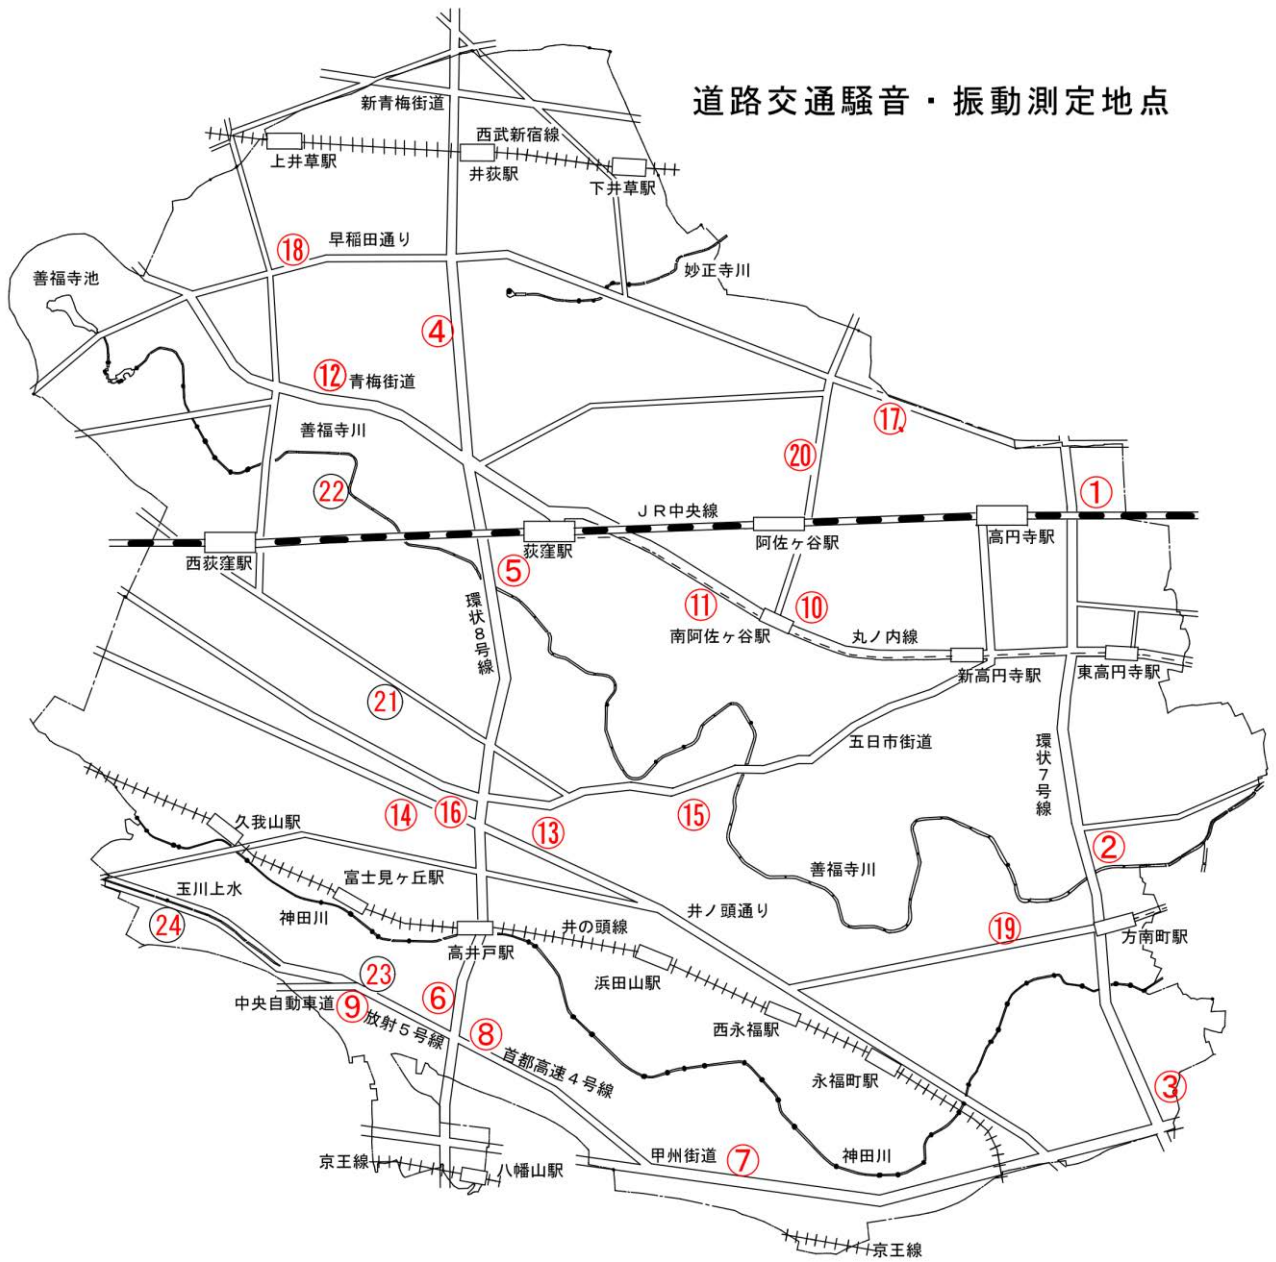 道路交通騒音・振動測定地点
新青梅街道
西武新宿線
上井草駅
井荻駅
下井草駅
⑱
早稲田通り
妙正寺川
善福寺池
④
⑫
青梅街道
⑰
善福寺川
⑳
㉒
①
ＪＲ中央線
西荻窪駅
荻窪駅
阿佐ヶ谷駅
高円寺駅
⑤
環状８号線
⑪
⑩
南阿佐ヶ谷駅
丸ノ内線
新高円寺駅
東高円寺駅
㉑
五日市街道
環状７号線
⑭
⑯
⑬
⑮
②
久我山駅
富士見ヶ丘駅
善福寺川
玉川上水
神田川
井の頭線
井ノ頭通り
㉔
⑲
方南町駅
高井戸駅
浜田山駅
㉓
中央自動車道
⑨
放射５号線
⑥
⑧
首都高速４号線
西永福駅
永福町駅
③
京王線
八幡山駅
甲州街道
⑦
神田川
京王線